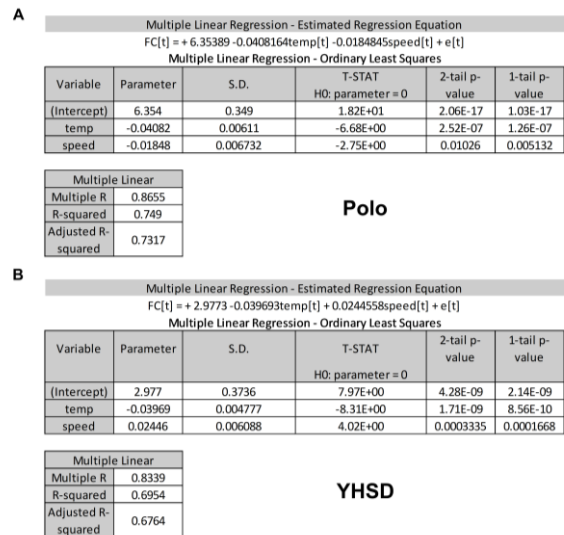 A
Multiple Linear Regression - Estimated Regression Equation
FC[t] = + 6.35389 -0.0408164temp[t] -0.0184845speed[t] + e[t]
Multiple Linear Regression - Ordinary Least Squares
Variable Parameter S.D. T-STAT H0: parameter = 0 2-tail p-value 1-tail p-value
(Intercept) 6.354 0.349 1.82E+01 2.06E-17 1.03E-17
temp -0.04082 0.00611 -6.68E+00 2.52E-07 1.26E-07
speed -0.01848 0.006732 -2.75E+00 0.01026 0.005132
Multiple Linear
Multiple R 0.8655
R-squared 0.749
Adjusted R-squared 0.7317
Polo
B
Multiple Linear Regression - Estimated Regression Equation
FC[t] = + 2.9773 -0.039693temp[t] + 0.0244558speed[t] + e[t]
Multiple Linear Regression - Ordinary Least Squares
Variable Parameter S.D. T-STAT H0: parameter = 0 2-tail p-value 1-tail p-value
(Intercept) 2.977 0.3736 7.97E+00 4.28E-09 2.14E-09
temp -0.03969 0.004777 -8.31E+00 1.71E-09 8.56E-10
speed 0.02446 0.006088 4.02E+00 0.0003335 0.0001668
Multiple Linear
Multiple R 0.8339
R-squared 0.6954
Adjusted R-squared 0.6764
YHSD